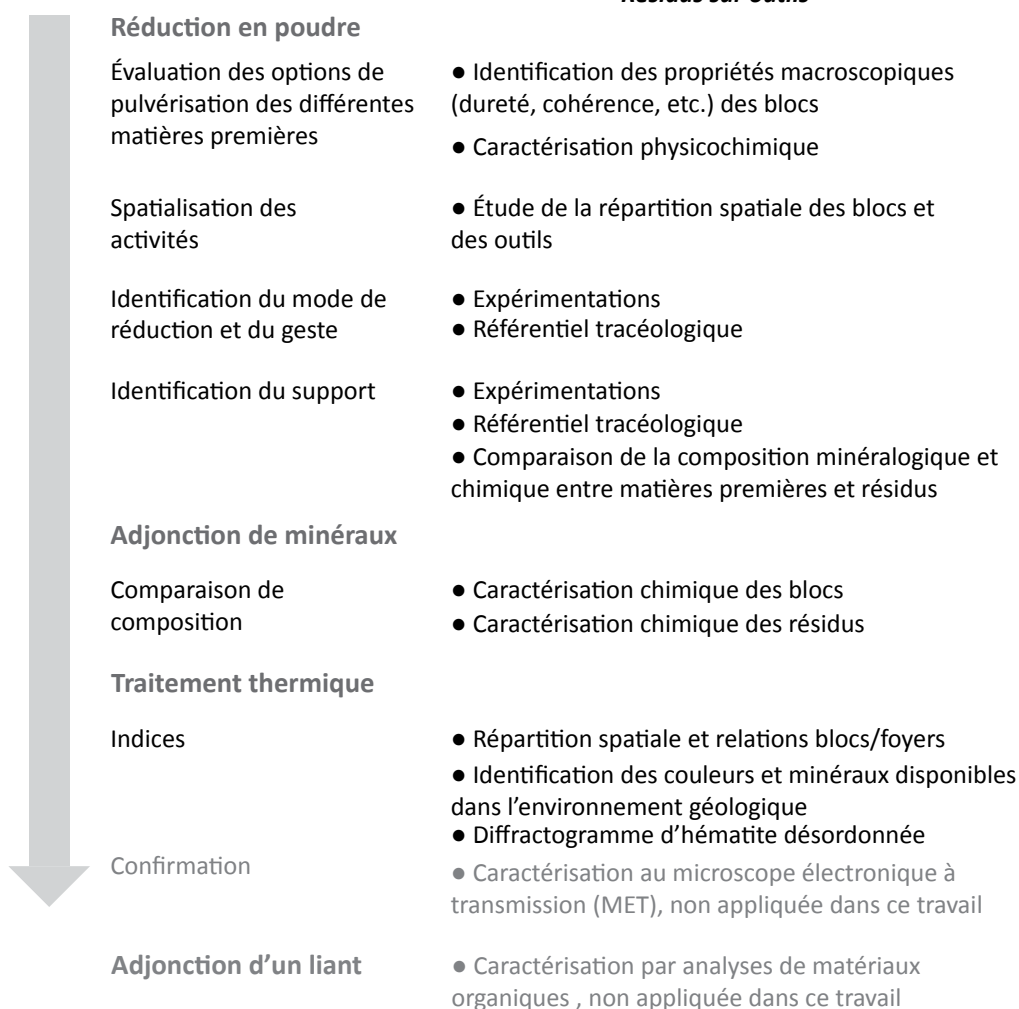 Résidus sur outils
Réduction en poudre
Évaluation des options de
pulvérisation des différentes
matières premières
● Identification des propriétés macroscopiques
(dureté, cohérence, etc.) des blocs
● Caractérisation physicochimique
Spatialisation des
activités
● Étude de la répartition spatiale des blocs et
des outils
Identification du mode de
réduction et du geste
● Expérimentations
● Référentiel tracéologique
Identification du support
● Expérimentations
● Référentiel tracéologique
● Comparaison de la composition minéralogique et
chimique entre matières premières et résidus
Adjonction de minéraux
Comparaison de
composition
● Caractérisation chimique des blocs
● Caractérisation chimique des résidus
Traitement thermique
Indices
● Répartition spatiale et relations blocs/foyers
● Identification des couleurs et minéraux disponibles
dans l'environnement géologique
● Diffractogramme d'hématite désordonnée
Confirmation
● Caractérisation au microscope électronique à
transmission (MET), non appliquée dans ce travail
Adjonction d'un liant
● Caractérisation par analyses de matériaux
organiques , non appliquée dans ce travail